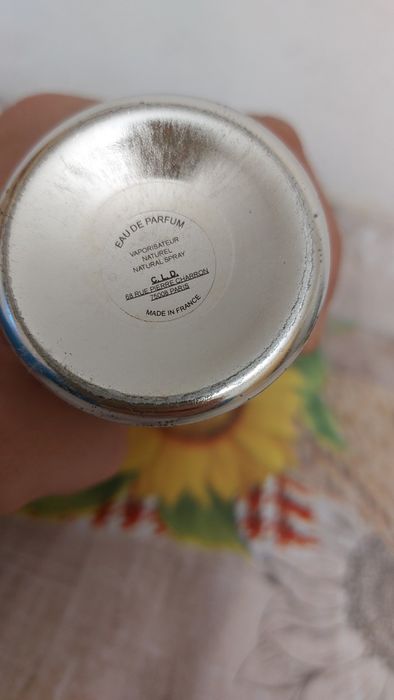 EAU DE PARFUM
VAPORISATEUR
NATUREL
NATURAL SPRAY
C. L. D.
68 RUE PIERRE CHARRON
75008 PARIS
MADE IN FRANCE